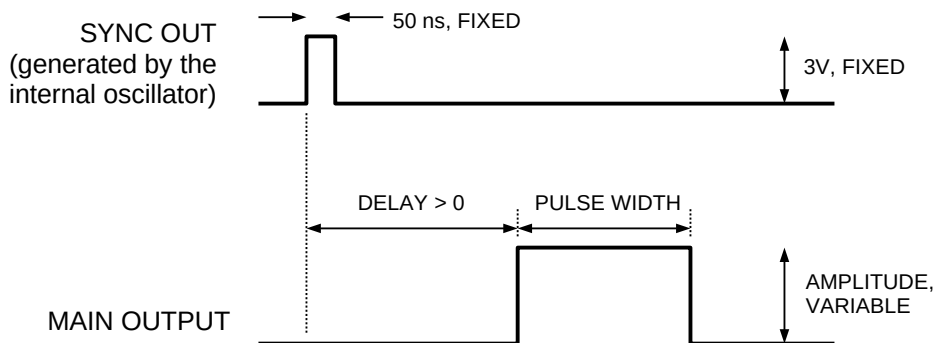 50 ns, FIXED
SYNC OUT
(generated by the
internal oscillator)
3V, FIXED
DELAY > 0
PULSE WIDTH
AMPLITUDE,
VARIABLE
MAIN OUTPUT